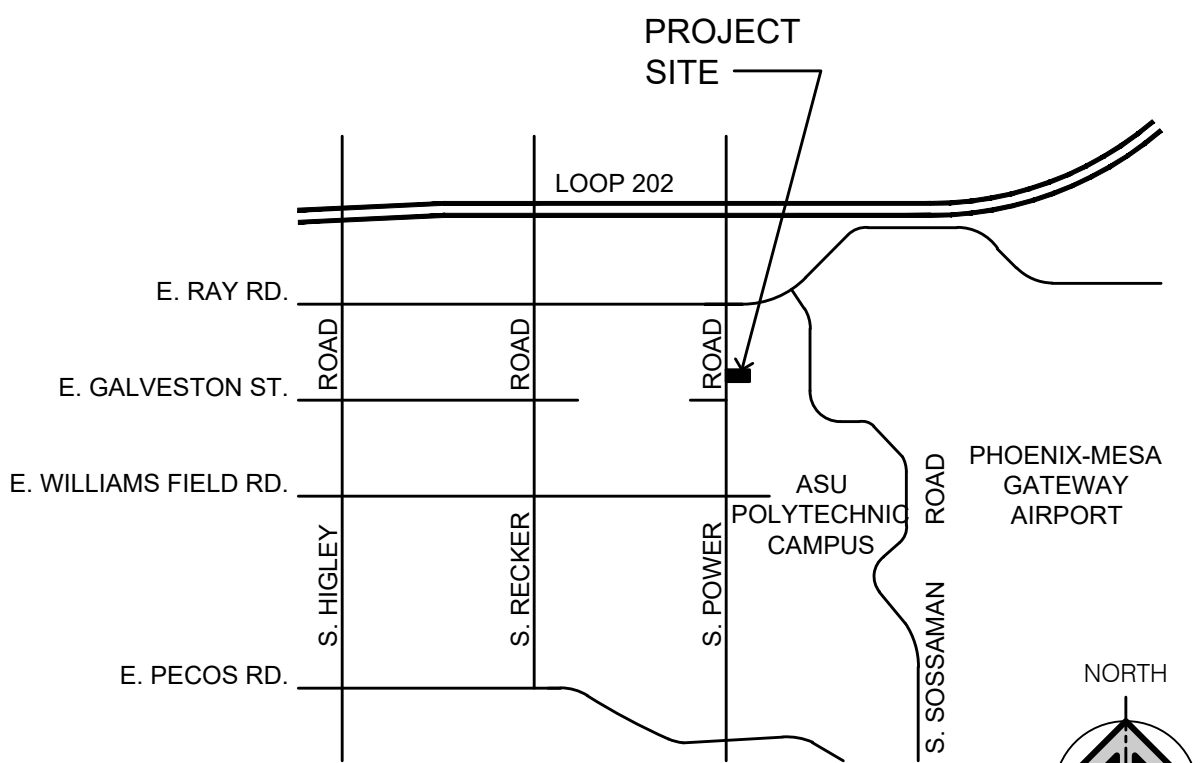 PROJECT
SITE
LOOP 202
E. RAY RD.
E. GALVESTON ST.
E. WILLIAMS FIELD RD.
E. PECOS RD.
S. HIGLEY ROAD
S. RECKER ROAD
S. POWER ROAD
S. SOSSAMAN ROAD
ASU
POLYTECHNIC
CAMPUS
PHOENIX-MESA
GATEWAY
AIRPORT
NORTH